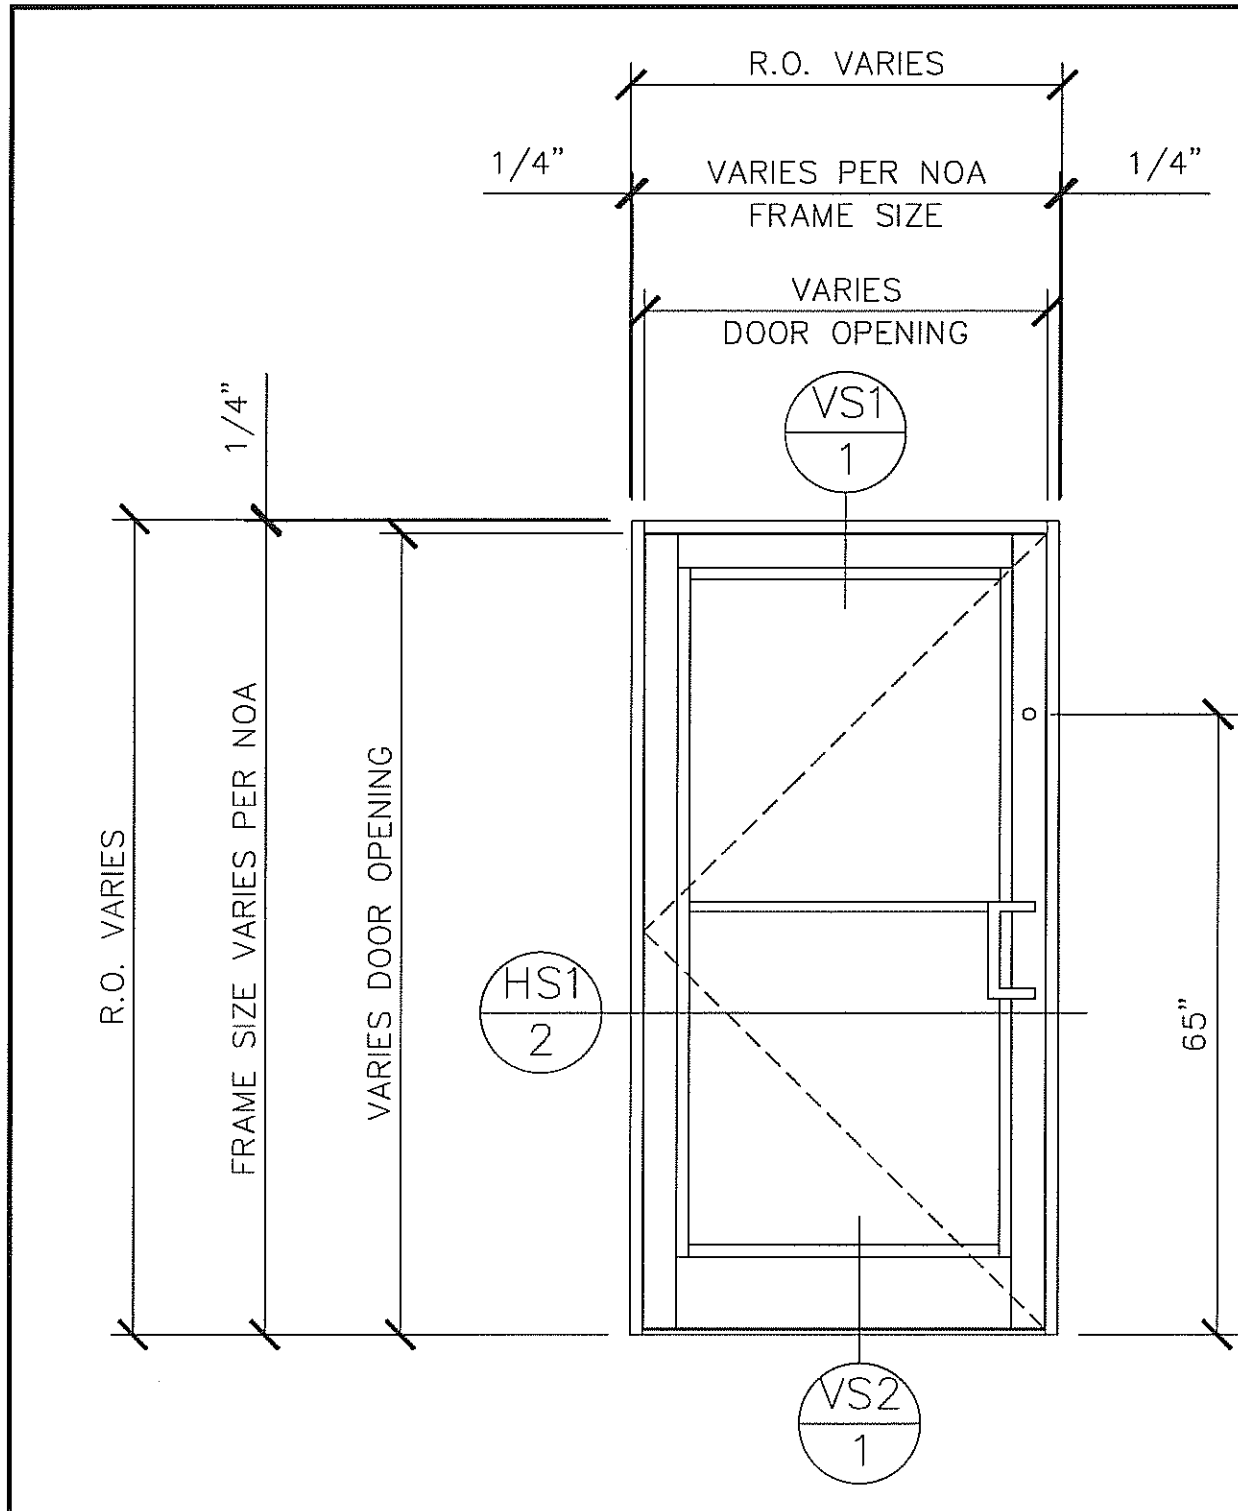 R.O. VARIES
1/4"
VARIES PER NOA
1/4"
FRAME SIZE
VARIES
DOOR OPENING
VS1
1
1/4"
R.O. VARIES
FRAME SIZE VARIES PER NOA
VARIES DOOR OPENING
HS1
2
65"
VS2
1